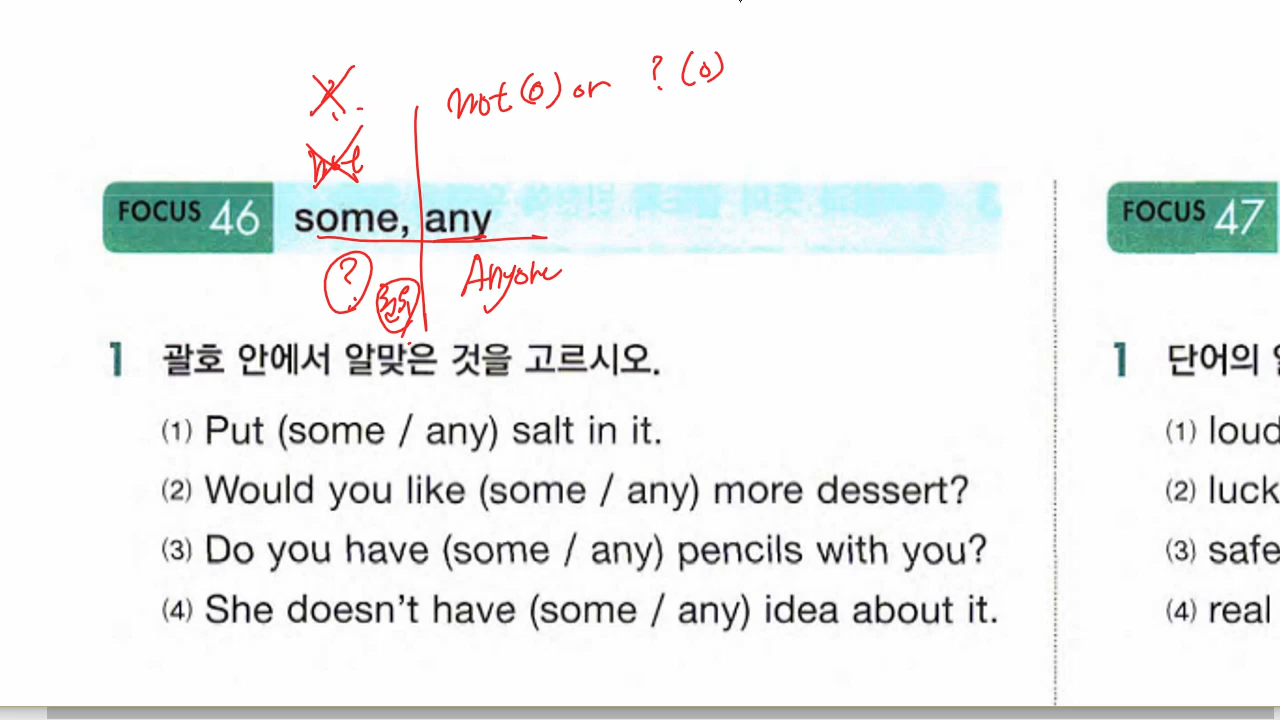 ?
not (o) or ? (o)
not
FOCUS 46 some, any
FOCUS 47
?
Anyone
1 괄호 안에서 알맞은 것을 고르시오.
(1) Put (some / any) salt in it.
(2) Would you like (some / any) more dessert?
(3) Do you have (some / any) pencils with you?
(4) She doesn't have (some / any) idea about it.
1 단어의
(1) loud
(2) luck
(3) safe
(4) real